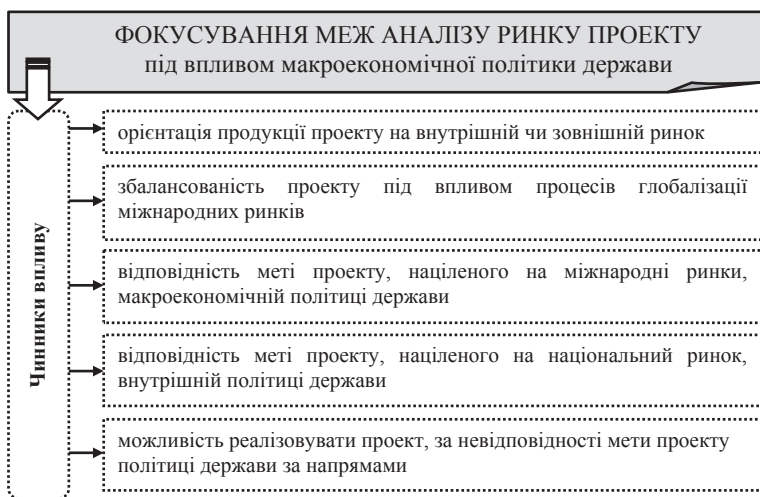 ФОКУСУВАННЯ МЕЖ АНАЛІЗУ РИНКУ ПРОЕКТУ
під впливом макроекономічної політики держави
Чинники впливу
орієнтація продукції проекту на внутрішній чи зовнішній ринок
збалансованість проекту під впливом процесів глобалізації
міжнародних ринків
відповідність меті проекту, націленого на міжнародні ринки,
макроекономічній політиці держави
відповідність меті проекту, націленого на національний ринок,
внутрішній політиці держави
можливість реалізовувати проект, за невідповідності мети проекту
політиці держави за напрямами